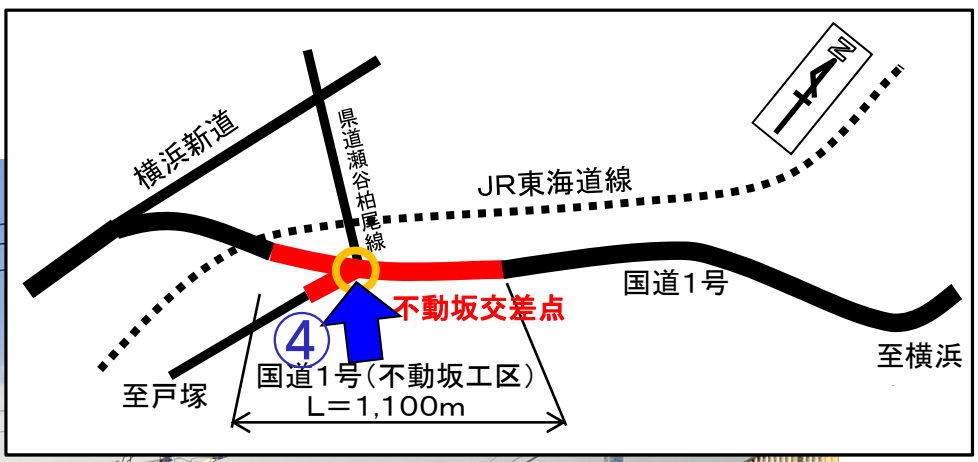 N
横浜新道
県道瀬谷柏尾線
JR東海道線
国道1号
不動坂交差点
④
至横浜
国道1号(不動坂工区)
至戸塚
L=1,100m